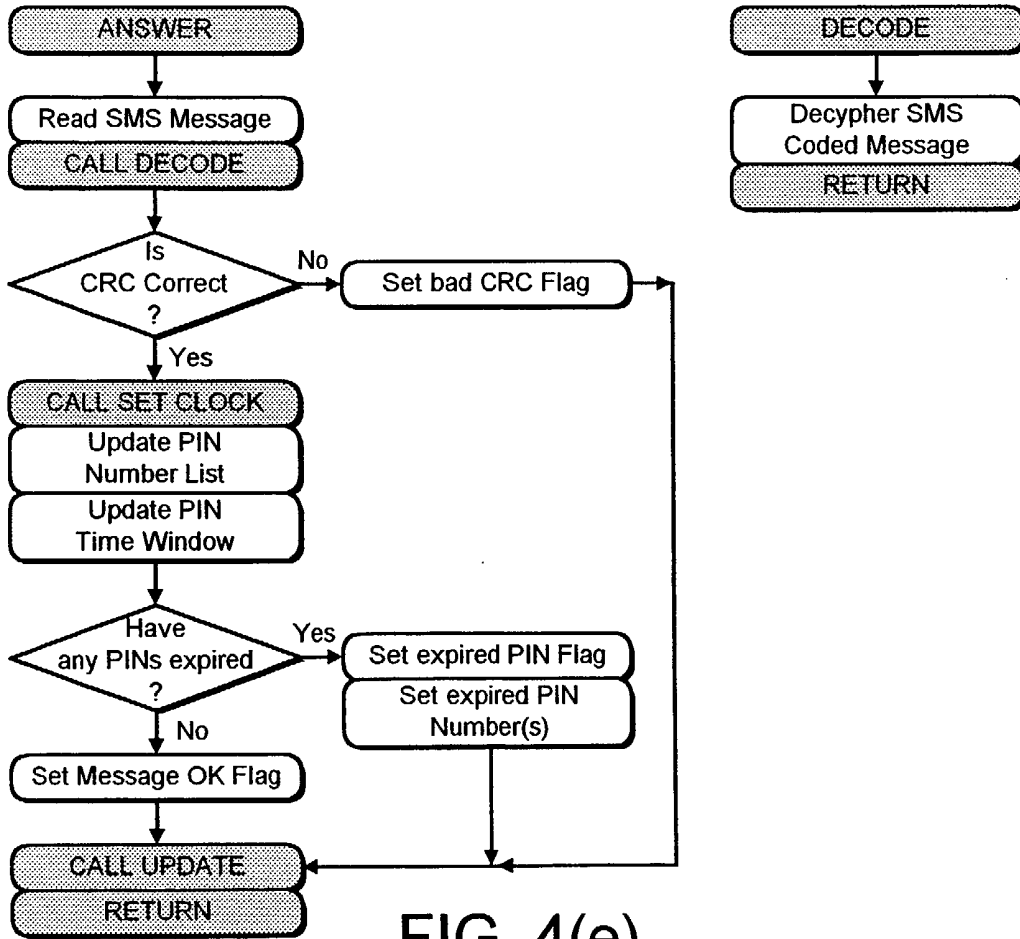 ANSWER
Read SMS Message
CALL DECODE
Is
CRC Correct
?
No
Set bad CRC Flag
Yes
CALL SET CLOCK
Update PIN
Number List
Update PIN
Time Window
Have
any PINs expired
?
Yes
Set expired PIN Flag
Set expired PIN
Number(s)
No
Set Message OK Flag
CALL UPDATE
RETURN
DECODE
Decypher SMS
Coded Message
RETURN
FIG. 4(e)